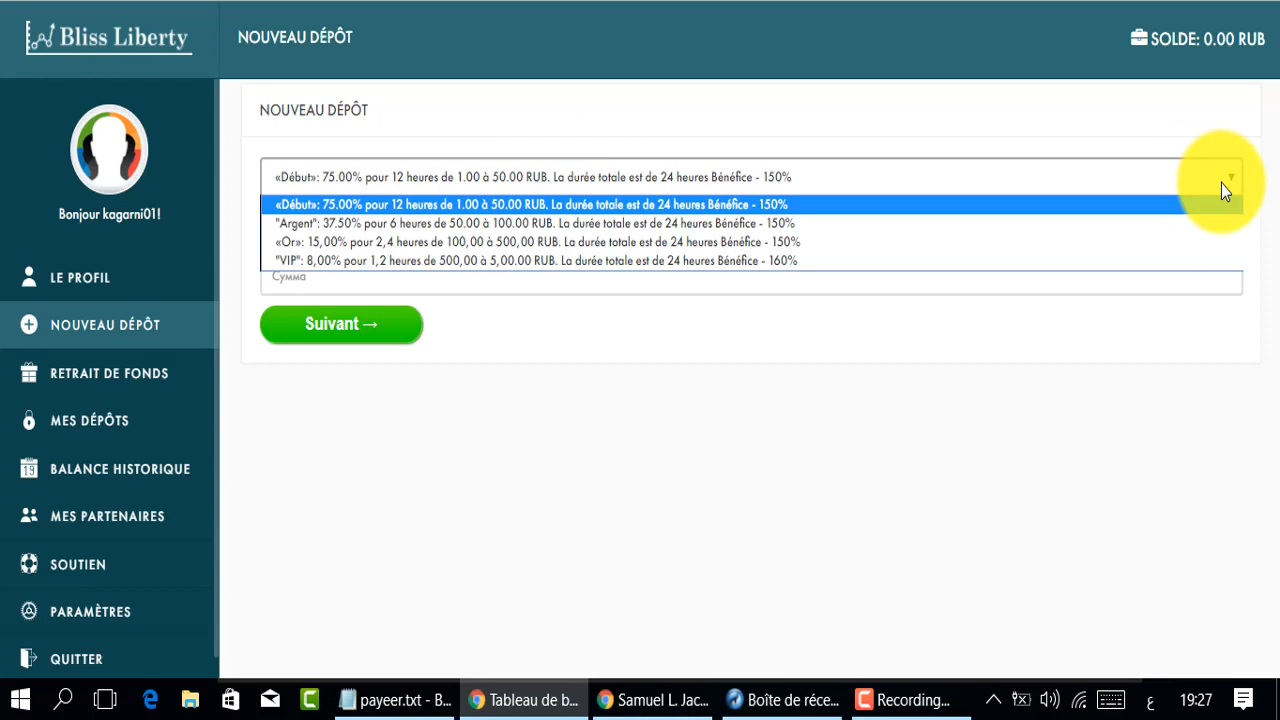 Bliss Liberty
NOUVEAU DÉPÔT
SOLDE: 0.00 RUB
Bonjour kagarni01!
LE PROFIL
NOUVEAU DÉPÔT
RETRAIT DE FONDS
MES DÉPÔTS
19 BALANCE HISTORIQUE
MES PARTENAIRES
SOUTIEN
PARAMÈTRES
QUITTER
NOUVEAU DÉPÔT
«Début»: 75.00% pour 12 heures de 1.00 à 50.00 RUB. La durée totale est de 24 heures Bénéfice - 150%
«Début»: 75.00% pour 12 heures de 1.00 à 50.00 RUB. La durée totale est de 24 heures Bénéfice - 150%
"Argent": 37.50% pour 6 heures de 50.00 à 100.00 RUB. La durée totale est de 24 heures Bénéfice - 150%
«Or»: 15,00% pour 2,4 heures de 100,00 à 500,00 RUB. La durée totale est de 24 heures Bénéfice - 150%
"VIP": 8,00% pour 1,2 heures de 500,00 à 5,00.00 RUB. La durée totale est de 24 heures Bénéfice - 160%
Сумма
Suivant →
payeer.txt - B...
Tableau de b...
Samuel L. Jac...
Boîte de réce...
Recording...
ع
19:27